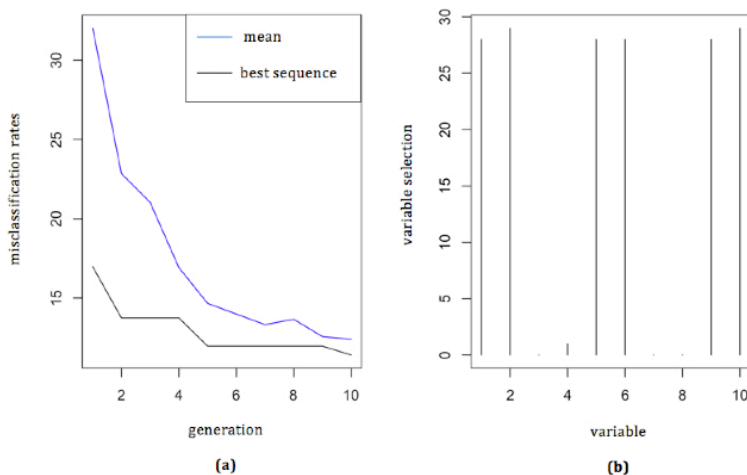 mean
best sequence
misclassification rates
30
25
20
15
2 4 6 8 10
generation
(a)
variable selection
30
25
20
15
10
5
0
2 4 6 8 10
variable
(b)